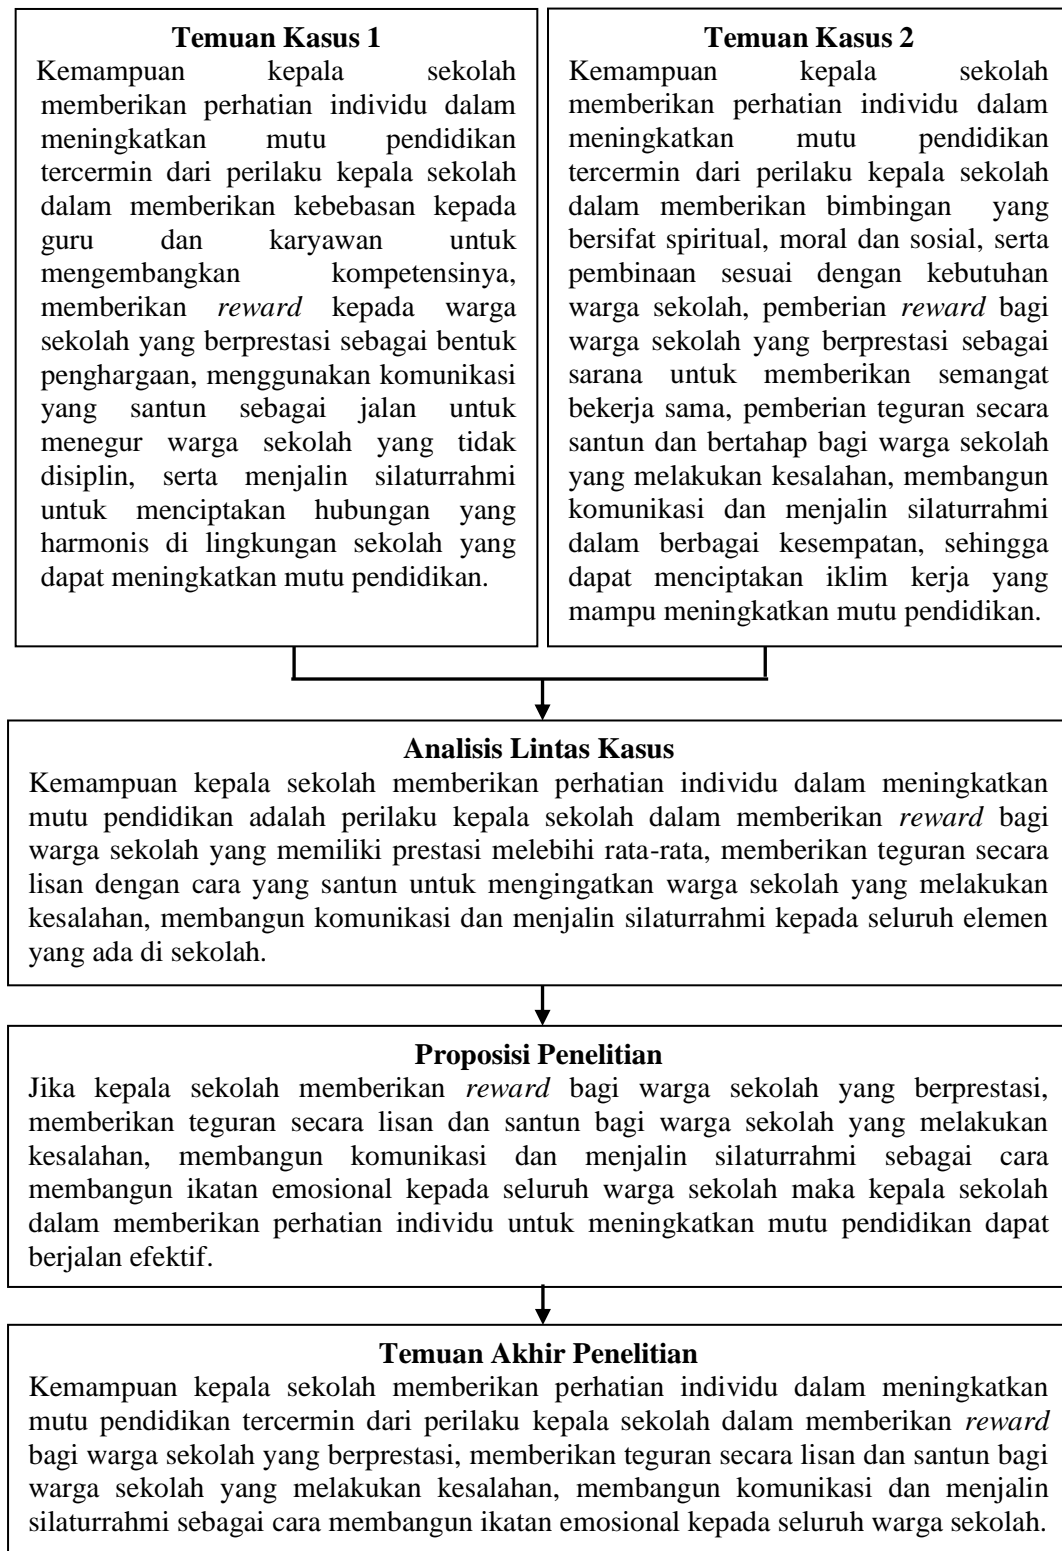 Temuan Kasus 1
Kemampuan kepala sekolah
memberikan perhatian individu dalam
meningkatkan mutu pendidikan
tercermin dari perilaku kepala sekolah
dalam memberikan kebebasan kepada
guru dan karyawan untuk
mengembangkan kompetensinya,
memberikan reward kepada warga
sekolah yang berprestasi sebagai bentuk
penghargaan, menggunakan komunikasi
yang santun sebagai jalan untuk
menegur warga sekolah yang tidak
disiplin, serta menjalin silaturrahmi
untuk menciptakan hubungan yang
harmonis di lingkungan sekolah yang
dapat meningkatkan mutu pendidikan.
Temuan Kasus 2
Kemampuan kepala sekolah
memberikan perhatian individu dalam
meningkatkan mutu pendidikan
tercermin dari perilaku kepala sekolah
dalam memberikan bimbingan yang
bersifat spiritual, moral dan sosial, serta
pembinaan sesuai dengan kebutuhan
warga sekolah, pemberian reward bagi
warga sekolah yang berprestasi sebagai
sarana untuk memberikan semangat
bekerja sama, pemberian teguran secara
santun dan bertahap bagi warga sekolah
yang melakukan kesalahan, membangun
komunikasi dan menjalin silaturrahmi
dalam berbagai kesempatan, sehingga
dapat menciptakan iklim kerja yang
mampu meningkatkan mutu pendidikan.
Analisis Lintas Kasus
Kemampuan kepala sekolah memberikan perhatian individu dalam meningkatkan
mutu pendidikan adalah perilaku kepala sekolah dalam memberikan reward bagi
warga sekolah yang memiliki prestasi melebihi rata-rata, memberikan teguran secara
lisan dengan cara yang santun untuk mengingatkan warga sekolah yang melakukan
kesalahan, membangun komunikasi dan menjalin silaturrahmi kepada seluruh elemen
yang ada di sekolah.
Proposisi Penelitian
Jika kepala sekolah memberikan reward bagi warga sekolah yang berprestasi,
memberikan teguran secara lisan dan santun bagi warga sekolah yang melakukan
kesalahan, membangun komunikasi dan menjalin silaturrahmi sebagai cara
membangun ikatan emosional kepada seluruh warga sekolah maka kepala sekolah
dalam memberikan perhatian individu untuk meningkatkan mutu pendidikan dapat
berjalan efektif.
Temuan Akhir Penelitian
Kemampuan kepala sekolah memberikan perhatian individu dalam meningkatkan
mutu pendidikan tercermin dari perilaku kepala sekolah dalam memberikan reward
bagi warga sekolah yang berprestasi, memberikan teguran secara lisan dan santun bagi
warga sekolah yang melakukan kesalahan, membangun komunikasi dan menjalin
silaturrahmi sebagai cara membangun ikatan emosional kepada seluruh warga sekolah.